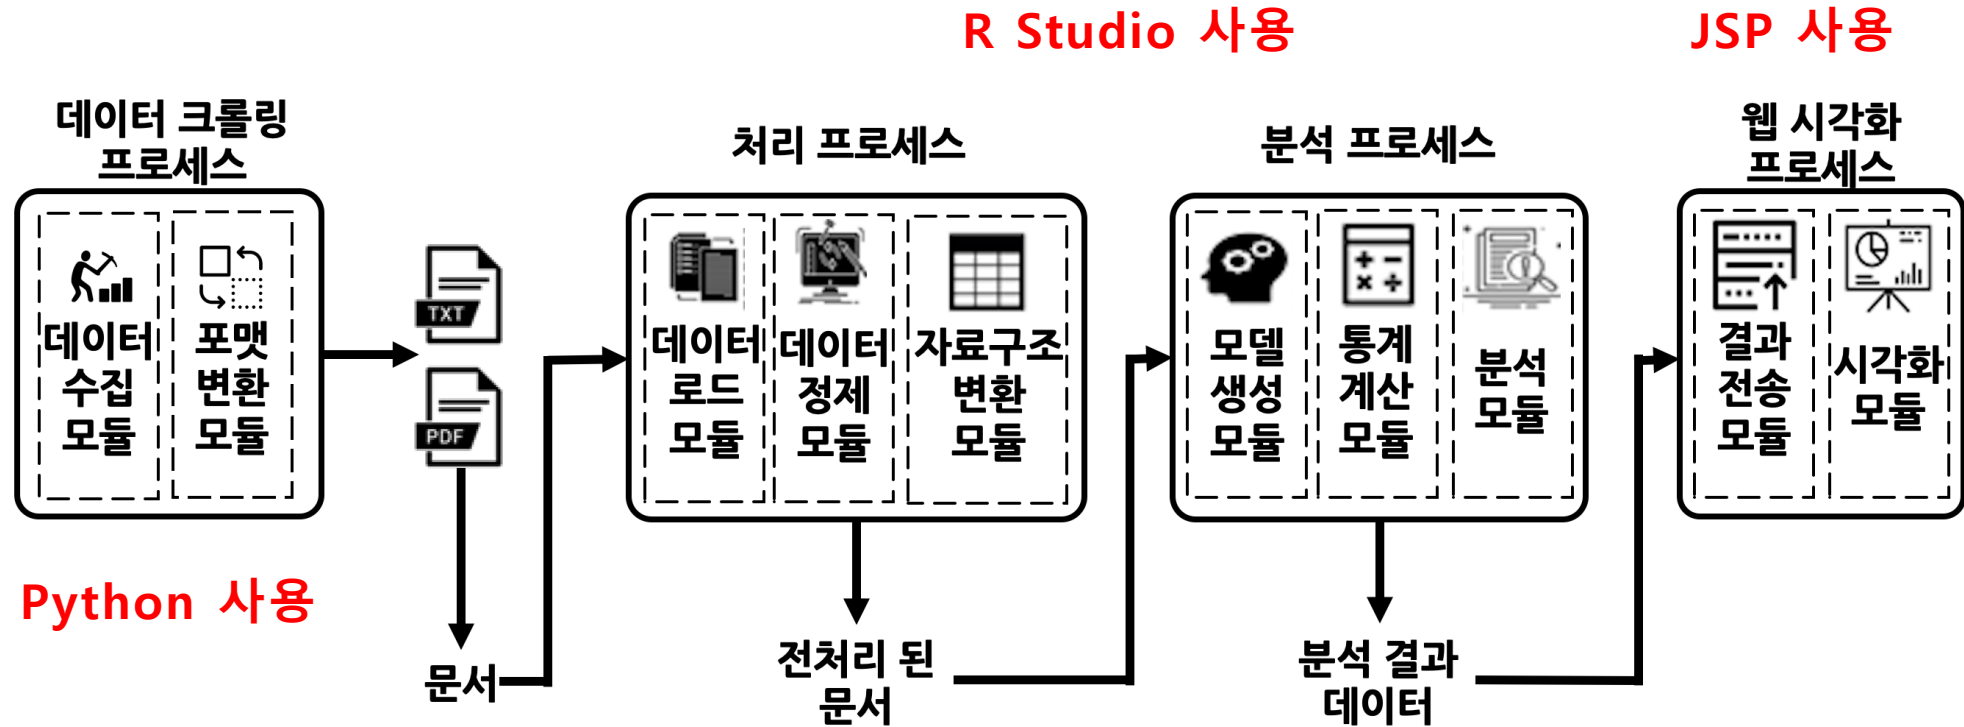 R Studio 사용
JSP 사용
데이터 크롤링
프로세스
처리 프로세스
분석 프로세스
웹 시각화
프로세스
데이터
수집
모듈
포맷
변환
모듈
TXT
PDF
데이터
로드
모듈
데이터
정제
모듈
자료구조
변환
모듈
모델
생성
모듈
통계
계산
모듈
분석
모듈
결과
전송
모듈
시각화
모듈
Python 사용
문서
전처리 된
문서
분석 결과
데이터